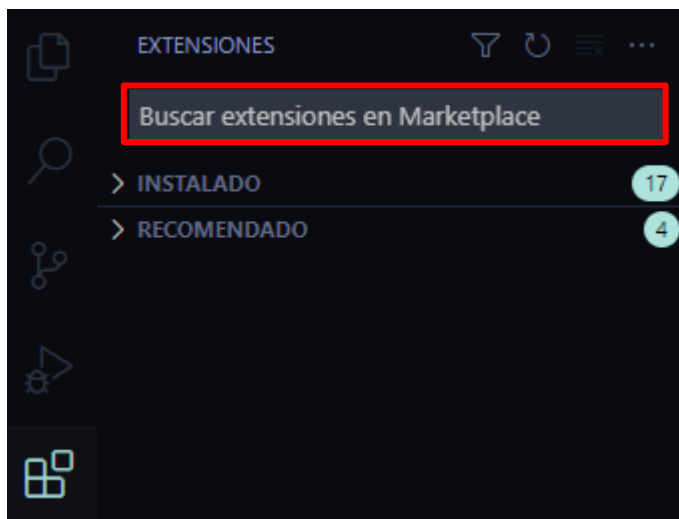 EXTENSIONES
Buscar extensiones en Marketplace
INSTALADO 17
RECOMENDADO 4